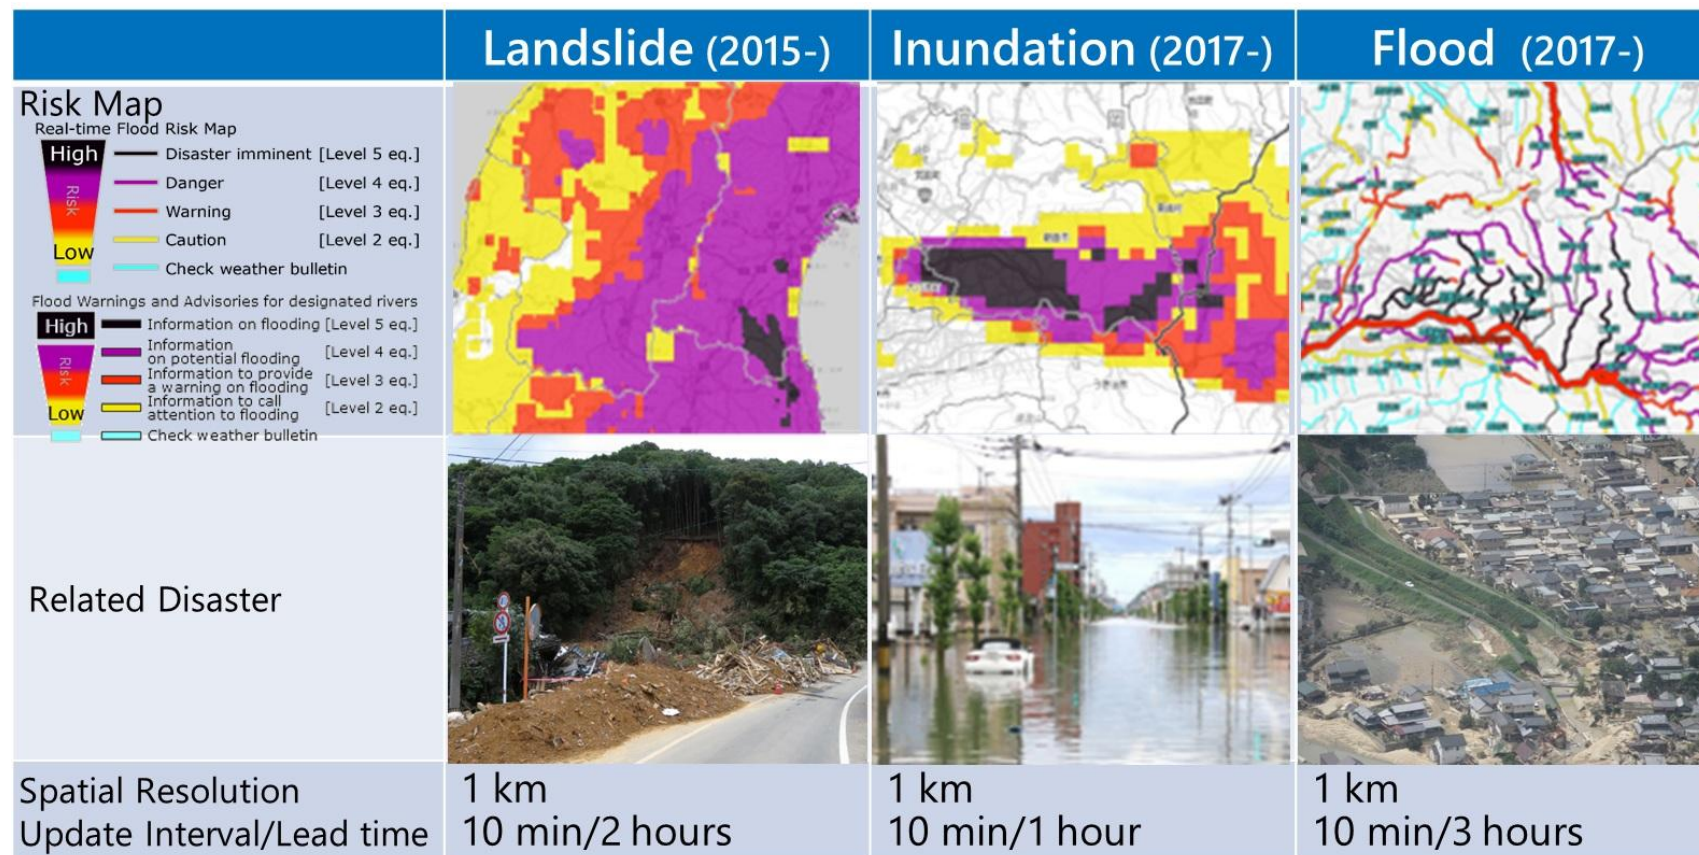 Landslide (2015-)
Inundation (2017-)
Flood (2017-)
Risk Map
Real-time Flood Risk Map
High
Risk
Low
Disaster imminent [Level 5 eq.]
Danger [Level 4 eq.]
Warning [Level 3 eq.]
Caution [Level 2 eq.]
Check weather bulletin
Flood Warnings and Advisories for designated rivers
High
Risk
Low
Information on flooding [Level 5 eq.]
Information
on potential flooding [Level 4 eq.]
Information to provide
a warning on flooding [Level 3 eq.]
Information to call
attention to flooding [Level 2 eq.]
Check weather bulletin
Related Disaster
Spatial Resolution
Update Interval/Lead time
1 km
10 min/2 hours
1 km
10 min/1 hour
1 km
10 min/3 hours